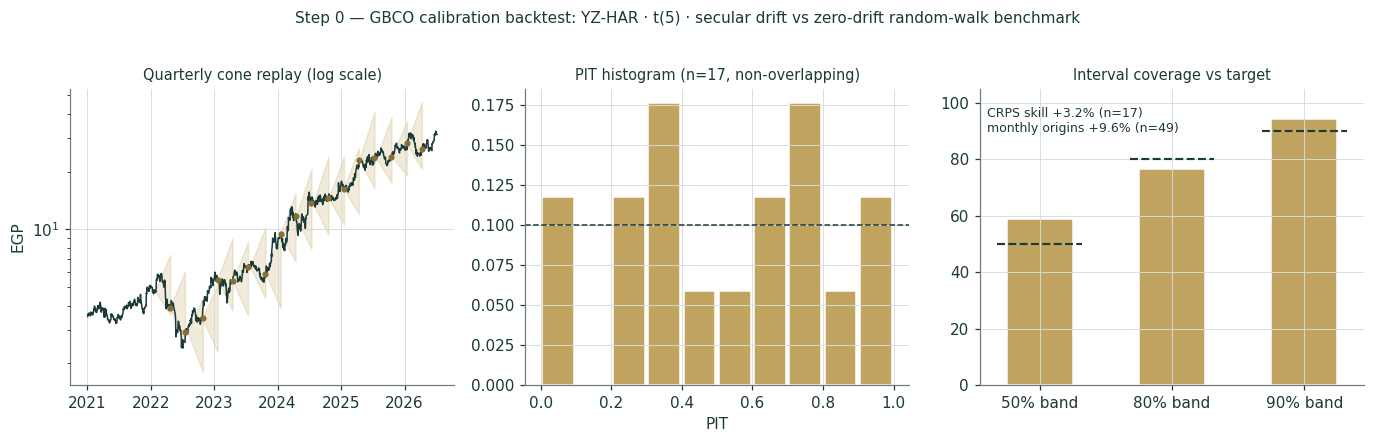 Step 0 — GBCO calibration backtest: YZ-HAR · t(5) · secular drift vs zero-drift random-walk benchmark
Quarterly cone replay (log scale)
EGP
10¹
2021 2022 2023 2024 2025 2026
PIT histogram (n=17, non-overlapping)
0.175
0.150
0.125
0.100
0.075
0.050
0.025
0.000
0.0 0.2 0.4 0.6 0.8 1.0
PIT
Interval coverage vs target
CRPS skill +3.2% (n=17)
monthly origins +9.6% (n=49)
100
80
60
40
20
0
50% band 80% band 90% band